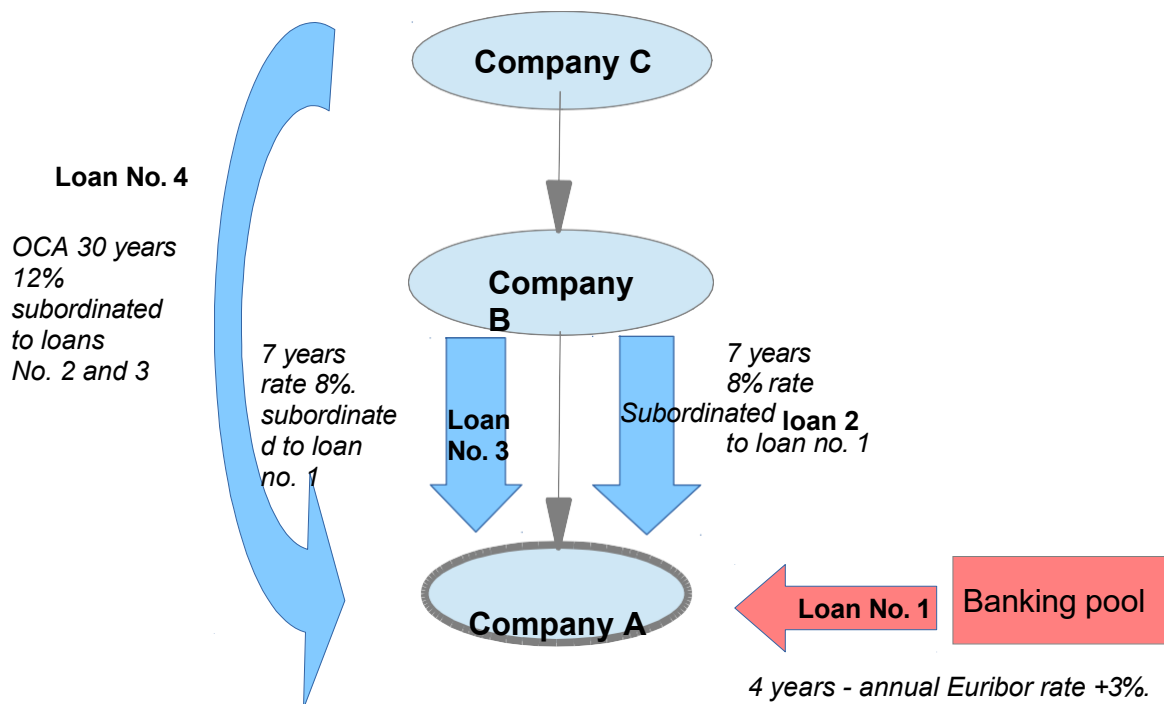 Company C
Loan No. 4
OCA 30 years
12%
subordinated
to loans
No. 2 and 3
Company
B
7 years
rate 8%.
subordinate
d to loan
no. 1
Loan
No. 3
7 years
8% rate
Subordinated loan 2
to loan no. 1
Company A
Loan No. 1
Banking pool
4 years - annual Euribor rate +3%.